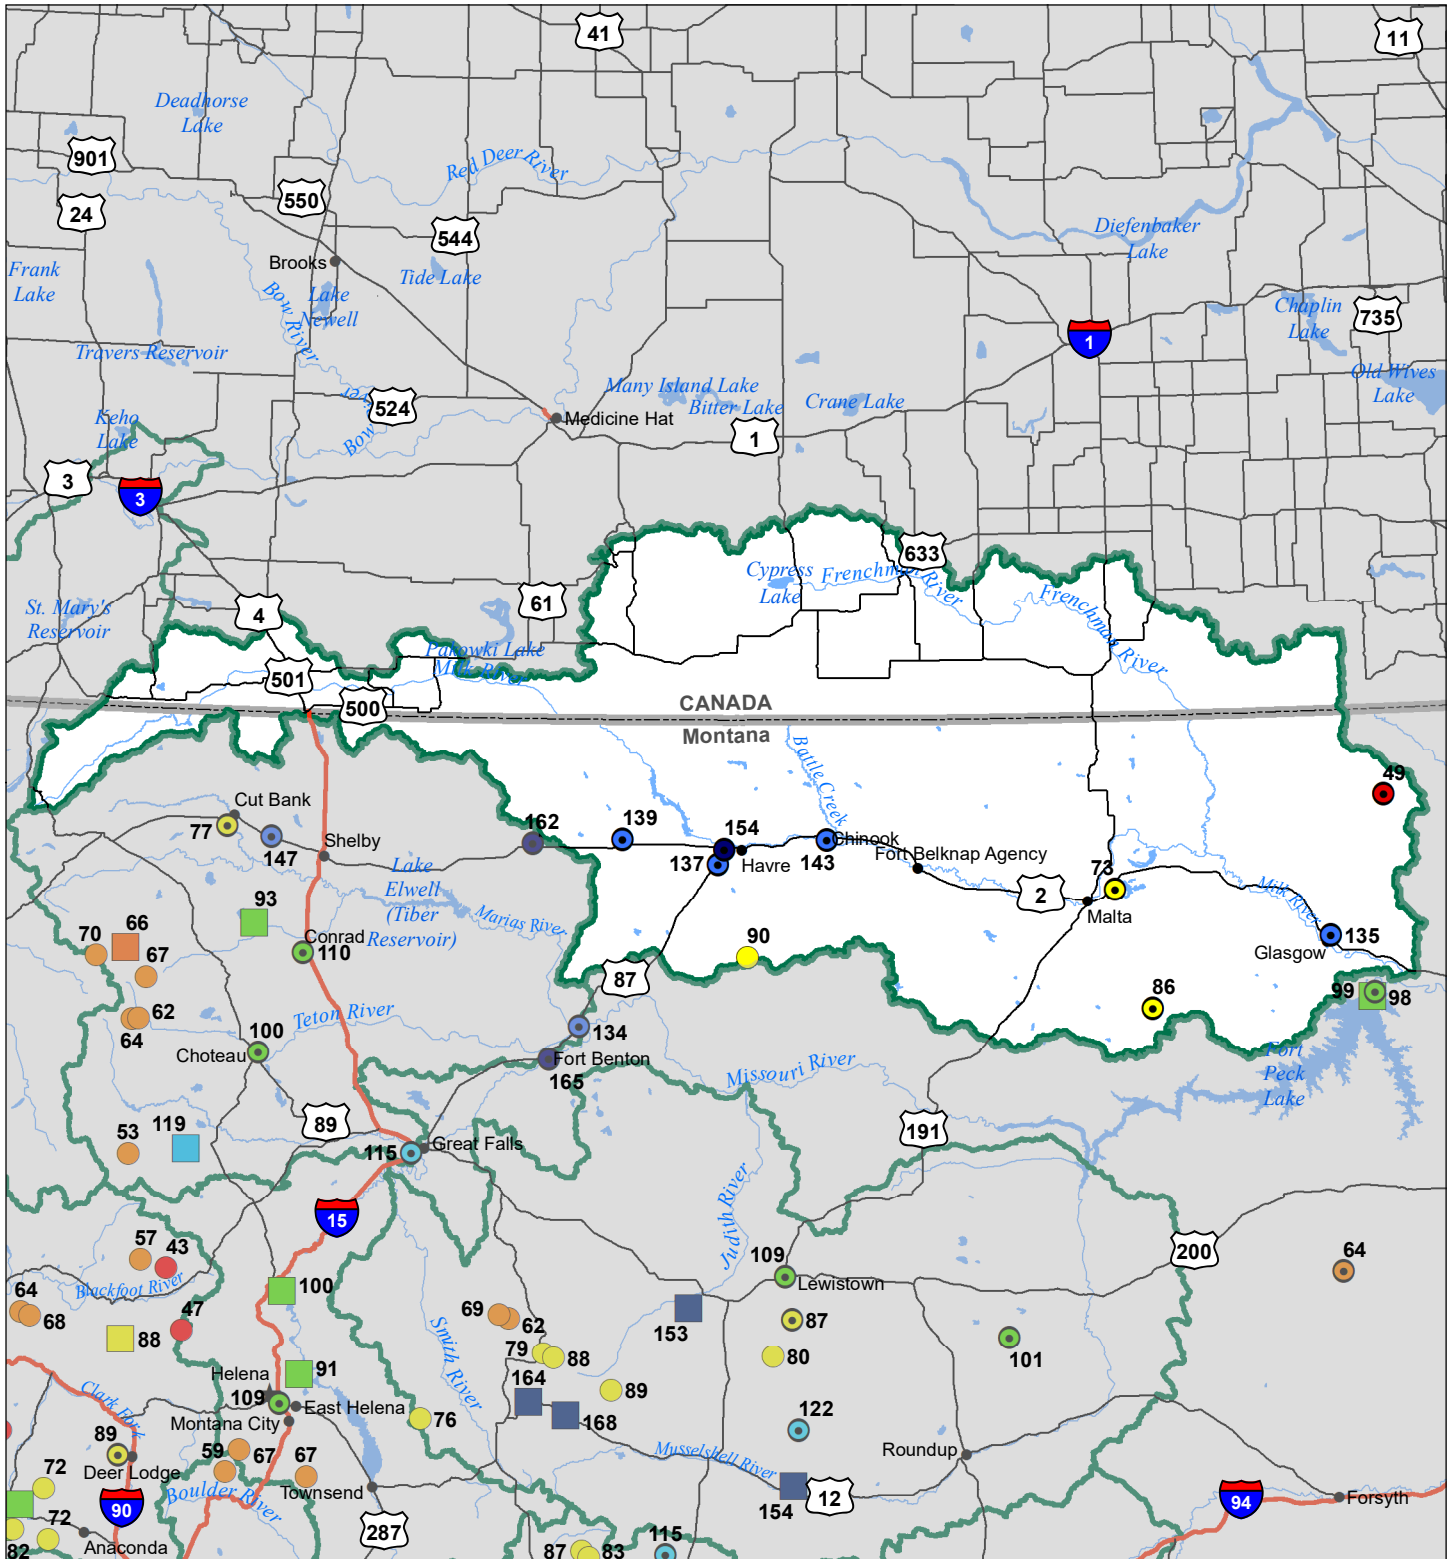 41
11
Deadhorse
Lake
901
Red Deer River
550
24
544
Diefenbaker
Lake
Brooks
Frank
Lake
Tide Lake
Bow River
Lake
Newell
Chaplin
Lake
735
1
Travers Reservoir
Old Wives
Lake
Many Island Lake
Bitter Lake
Crane Lake
524
Keho
Lake
Medicine Hat
Bow
1
3
3
633
Cypress
Lake
Frenchman River
Frenchman River
61
4
St. Mary's
Reservoir
Pakowki Lake
Milk River
501
500
CANADA
Montana
Battle Creek
49
Cut Bank
77
147
Shelby
162
139
154
137
Havre
Chinook
143
Fort Belknap Agency
Lake
Elwell
(Tiber
Reservoir)
73
2
Malta
Milk River
93
Marias River
66
70
67
Conrad
110
90
135
Glasgow
87
86
99
98
62
64
Teton River
134
100
Choteau
Fort Benton
165
Missouri River
Fort
Peck
Lake
89
191
53
119
Great Falls
115
Judith River
15
57
43
109
200
64
Blackfoot River
Lewistown
64
68
47
100
69
62
153
87
88
Smith River
79
88
80
101
91
Helena
109
East Helena
164
89
168
Clark Fork
Montana City
76
122
89
Deer Lodge
59
67
67
Musselshell River
Roundup
72
Boulder River
Townsend
154
12
90
94
Forsyth
72
287
Anaconda
82
87
83
115